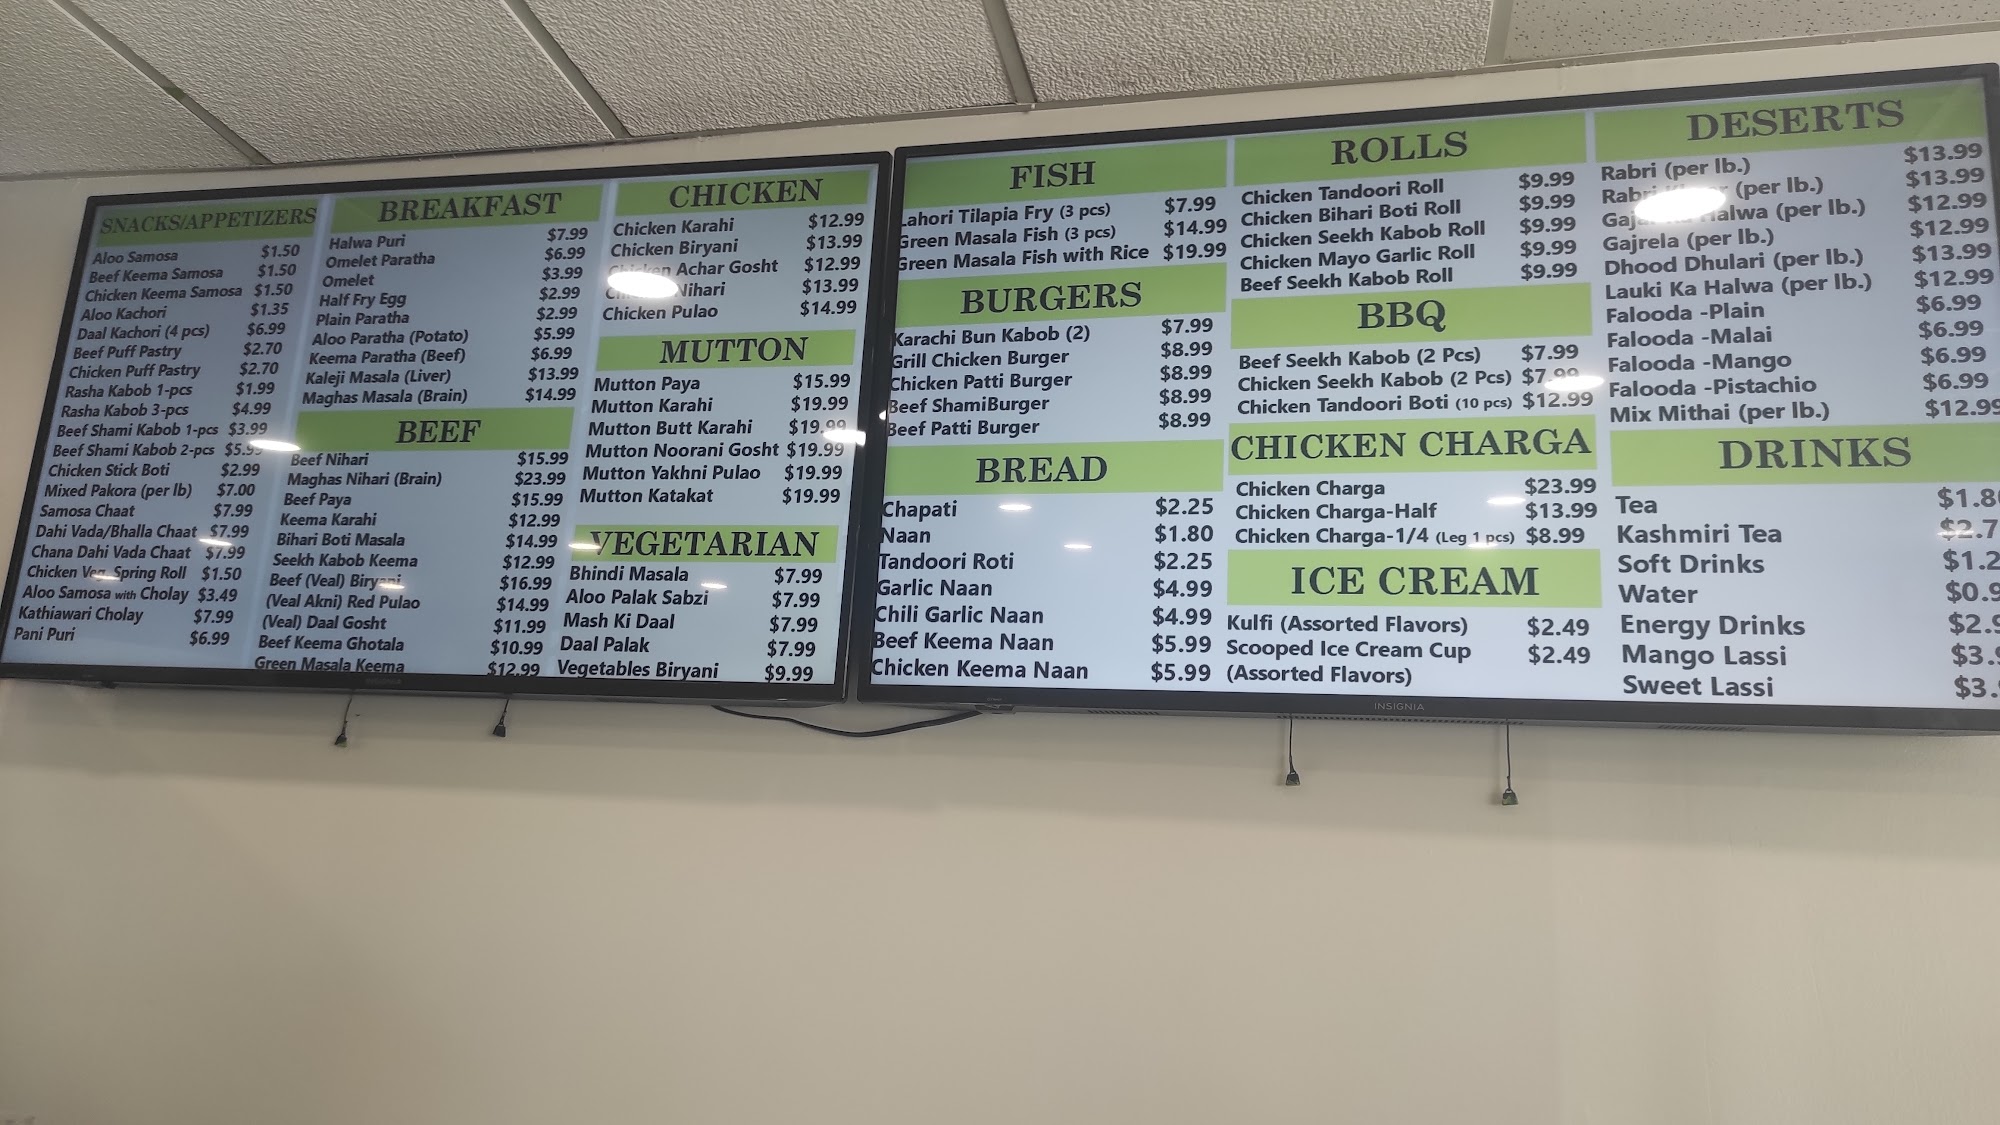 SNACKS/APPETIZERS
Aloo Samosa $1.50
Beef Keema Samosa $1.50
Chicken Keema Samosa $1.50
Aloo Kachori $1.35
Daal Kachori (4 pcs) $6.99
Beef Puff Pastry $2.70
Chicken Puff Pastry $2.70
Rasha Kabob 1-pcs $1.99
Rasha Kabob 3-pcs $4.99
Beef Shami Kabob 1-pcs $3.99
Beef Shami Kabob 2-pcs
Chicken Stick Boti $2.99
Mixed Pakora (per lb) $7.00
Samosa Chaat $7.99
Dahi Vada/Bhalla Chaat $7.99
Chana Dahi Vada Chaat $7.99
Chicken Veg Spring Roll $1.50
Aloo Samosa with Cholay $3.49
Kathiawari Cholay $7.99
Pani Puri $6.99
BREAKFAST
Halwa Puri $7.99
Omelet Paratha $6.99
Omelet $3.99
Half Fry Egg $2.99
Plain Paratha $2.99
Aloo Paratha (Potato) $5.99
Keema Paratha (Beef) $6.99
Kaleji Masala (Liver) $13.99
Maghas Masala (Brain) $14.99
BEEF
Beef Nihari $15.99
Maghas Nihari (Brain) $23.99
Beef Paya $15.99
Keema Karahi $12.99
Bihari Boti Masala $14.99
Seekh Kabob Keema $12.99
Beef (Veal) Biryani $16.99
(Veal Akni) Red Pulao $14.99
(Veal) Daal Gosht $11.99
Beef Keema Ghotala $10.99
Green Masala Keema $12.99
CHICKEN
Chicken Karahi $12.99
Chicken Biryani $13.99
Chicken Achar Gosht $12.99
Nihari $13.99
Chicken Pulao $14.99
MUTTON
Mutton Paya $15.99
Mutton Karahi $19.99
Mutton Butt Karahi $19.99
Mutton Noorani Gosht $19.99
Mutton Yakhni Pulao $19.99
Mutton Katakat $19.99
VEGETARIAN
Bhindi Masala $7.99
Aloo Palak Sabzi $7.99
Mash Ki Daal $7.99
Daal Palak $7.99
Vegetables Biryani $9.99
FISH
Lahori Tilapia Fry (3 pcs) $7.99
Green Masala Fish (3 pcs) $14.99
Green Masala Fish with Rice $19.99
BURGERS
Karachi Bun Kabob (2) $7.99
Grill Chicken Burger $8.99
Chicken Patti Burger $8.99
Beef ShamiBurger $8.99
Beef Patti Burger $8.99
BREAD
Chapati $2.25
Naan $1.80
Tandoori Roti $2.25
Garlic Naan $4.99
Chili Garlic Naan $4.99
Beef Keema Naan $5.99
Chicken Keema Naan $5.99
ROLLS
Chicken Tandoori Roll $9.99
Chicken Bihari Boti Roll $9.99
Chicken Seekh Kabob Roll $9.99
Chicken Mayo Garlic Roll $9.99
Beef Seekh Kabob Roll $9.99
BBQ
Beef Seekh Kabob (2 Pcs) $7.99
Chicken Seekh Kabob (2 Pcs) $7.99
Chicken Tandoori Boti (10 pcs) $12.99
CHICKEN CHARGA
Chicken Charga $23.99
Chicken Charga-Half $13.99
Chicken Charga-1/4 (Leg 1 pcs) $8.99
ICE CREAM
Kulfi (Assorted Flavors) $2.49
Scooped Ice Cream Cup $2.49
(Assorted Flavors)
DESERTS
Rabri (per lb.) $13.99
(per lb.) $13.99
Halwa (per lb.) $12.99
Gajrela (per lb.) $12.99
Dhood Dhulari (per lb.) $13.99
Lauki Ka Halwa (per lb.) $12.99
Falooda -Plain $6.99
Falooda -Malai $6.99
Falooda -Mango $6.99
Falooda -Pistachio $6.99
Mix Mithai (per lb.) $12.99
DRINKS
Tea $1.8
Kashmiri Tea $2.7
Soft Drinks $1.2
Water $0.9
Energy Drinks $2.9
Mango Lassi $3.
Sweet Lassi $3.
INSIGNIA